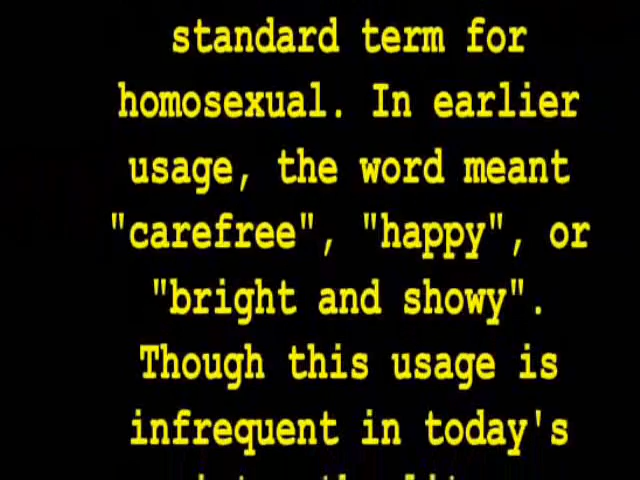 standard term for
homosexual. In earlier
usage, the word meant
"carefree", "happy", or
"bright and showy".
Though this usage is
infrequent in today's